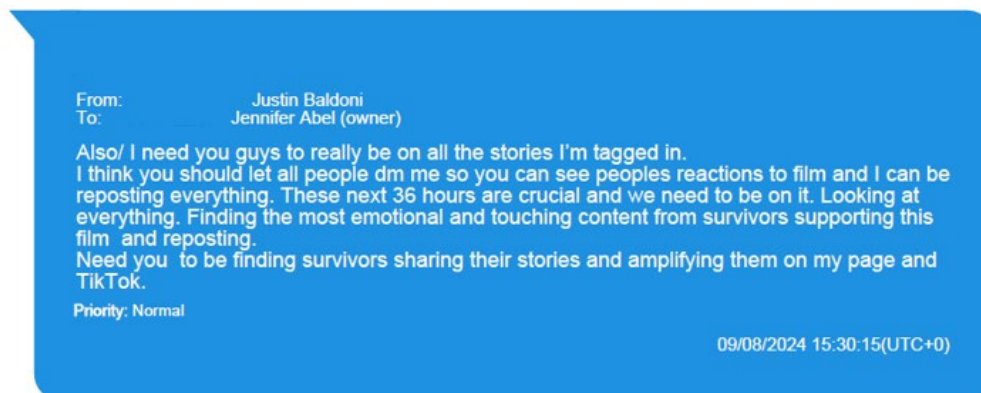 From: Justin Baldoni
To: Jennifer Abel (owner)
Also/ I need you guys to really be on all the stories I'm tagged in.
I think you should let all people dm me so you can see peoples reactions to film and I can be
reposting everything. These next 36 hours are crucial and we need to be on it. Looking at
everything. Finding the most emotional and touching content from survivors supporting this
film and reposting.
Need you to be finding survivors sharing their stories and amplifying them on my page and
TikTok.
Priority: Normal
09/08/2024 15:30:15(UTC+0)